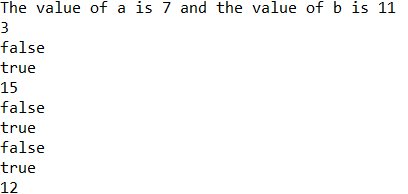 The value of a is 7 and the value of b is 11
3
false
true
15
false
true
false
true
12